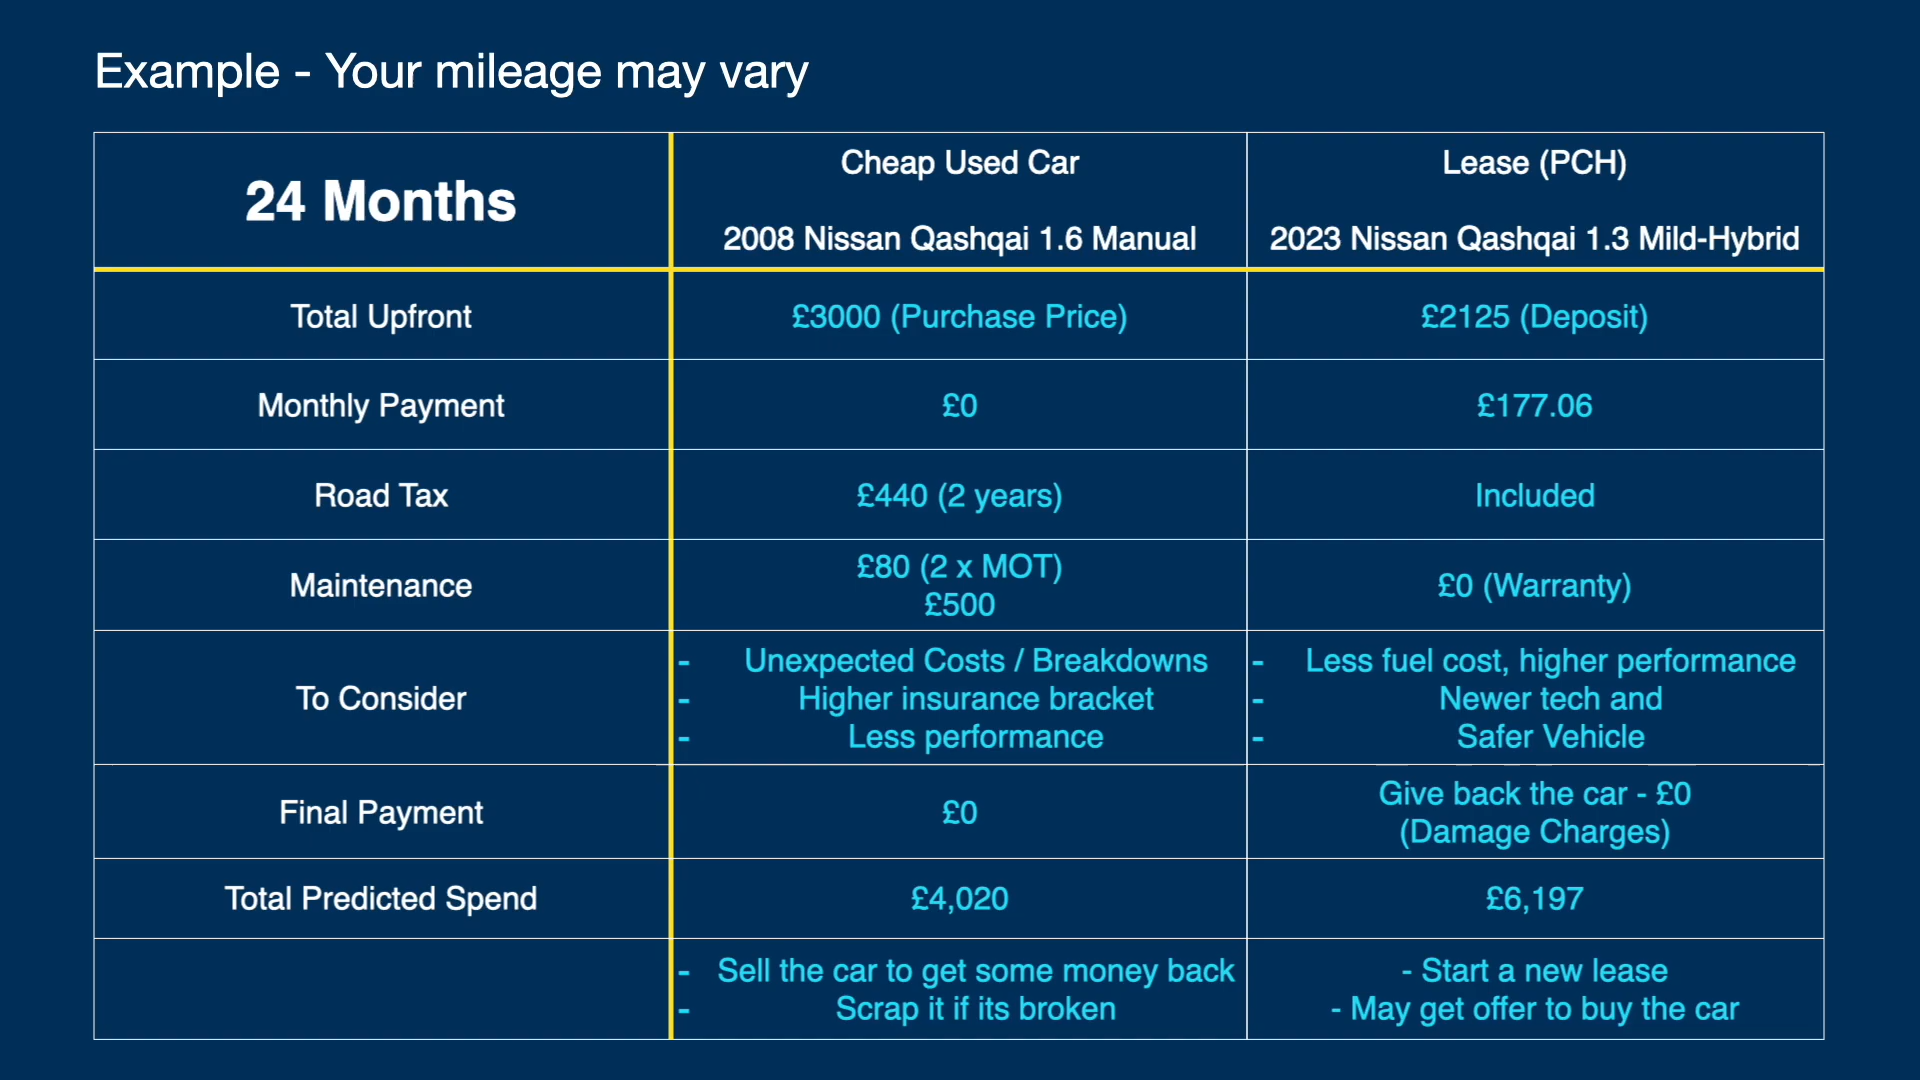 Example - Your mileage may vary
24 Months
Cheap Used Car
2008 Nissan Qashqai 1.6 Manual
Lease (PCH)
2023 Nissan Qashqai 1.3 Mild-Hybrid
Total Upfront
£3000 (Purchase Price)
£2125 (Deposit)
Monthly Payment
£0
£177.06
Road Tax
£440 (2 years)
Included
Maintenance
£80 (2 x MOT)
£500
£0 (Warranty)
To Consider
- Unexpected Costs / Breakdowns
- Higher insurance bracket
- Less performance
- Less fuel cost, higher performance
- Newer tech and
- Safer Vehicle
Final Payment
£0
Give back the car - £0
(Damage Charges)
Total Predicted Spend
£4,020
£6,197
- Sell the car to get some money back
- Scrap it if its broken
- Start a new lease
- May get offer to buy the car